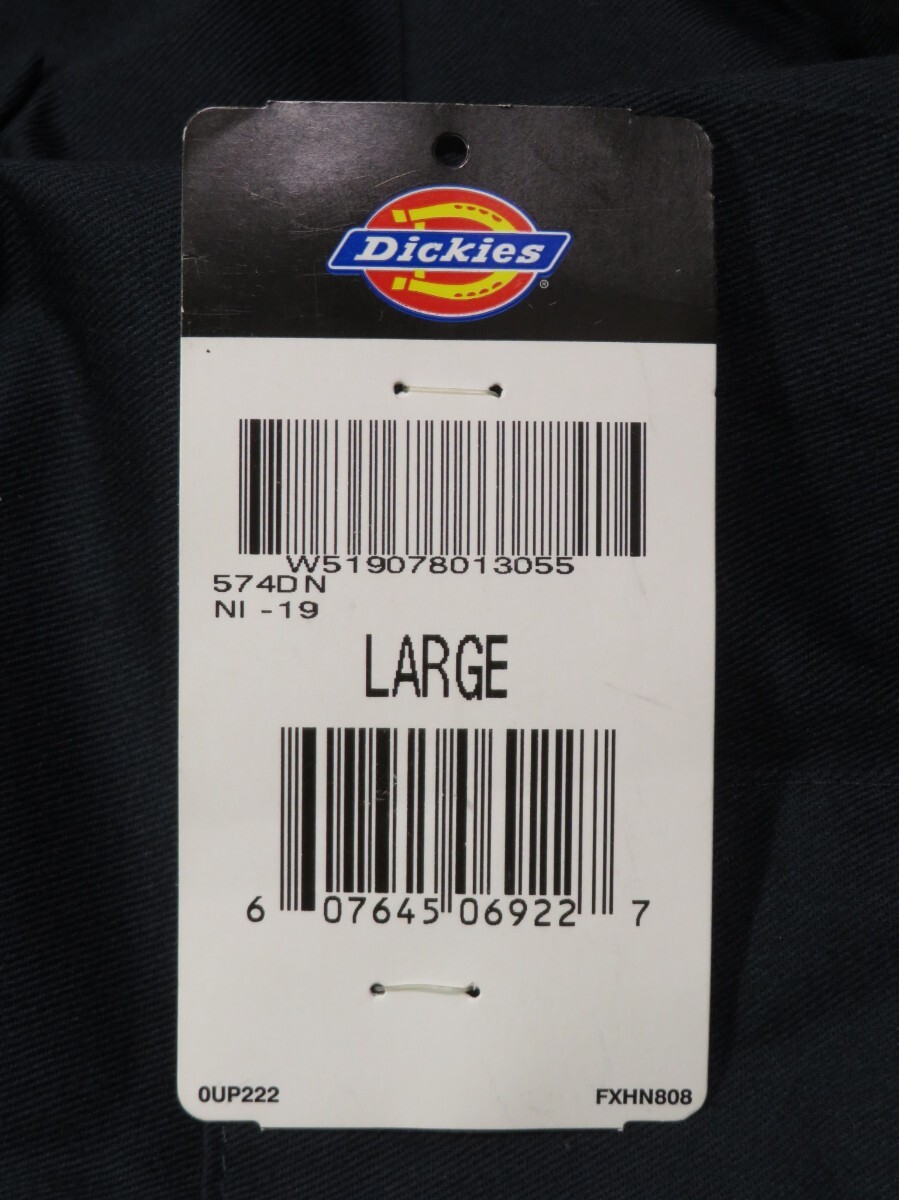 Dickies
®
W519078013055
574DN
NI -19
LARGE
6 07645 06922 7
0UP222 FXHN808